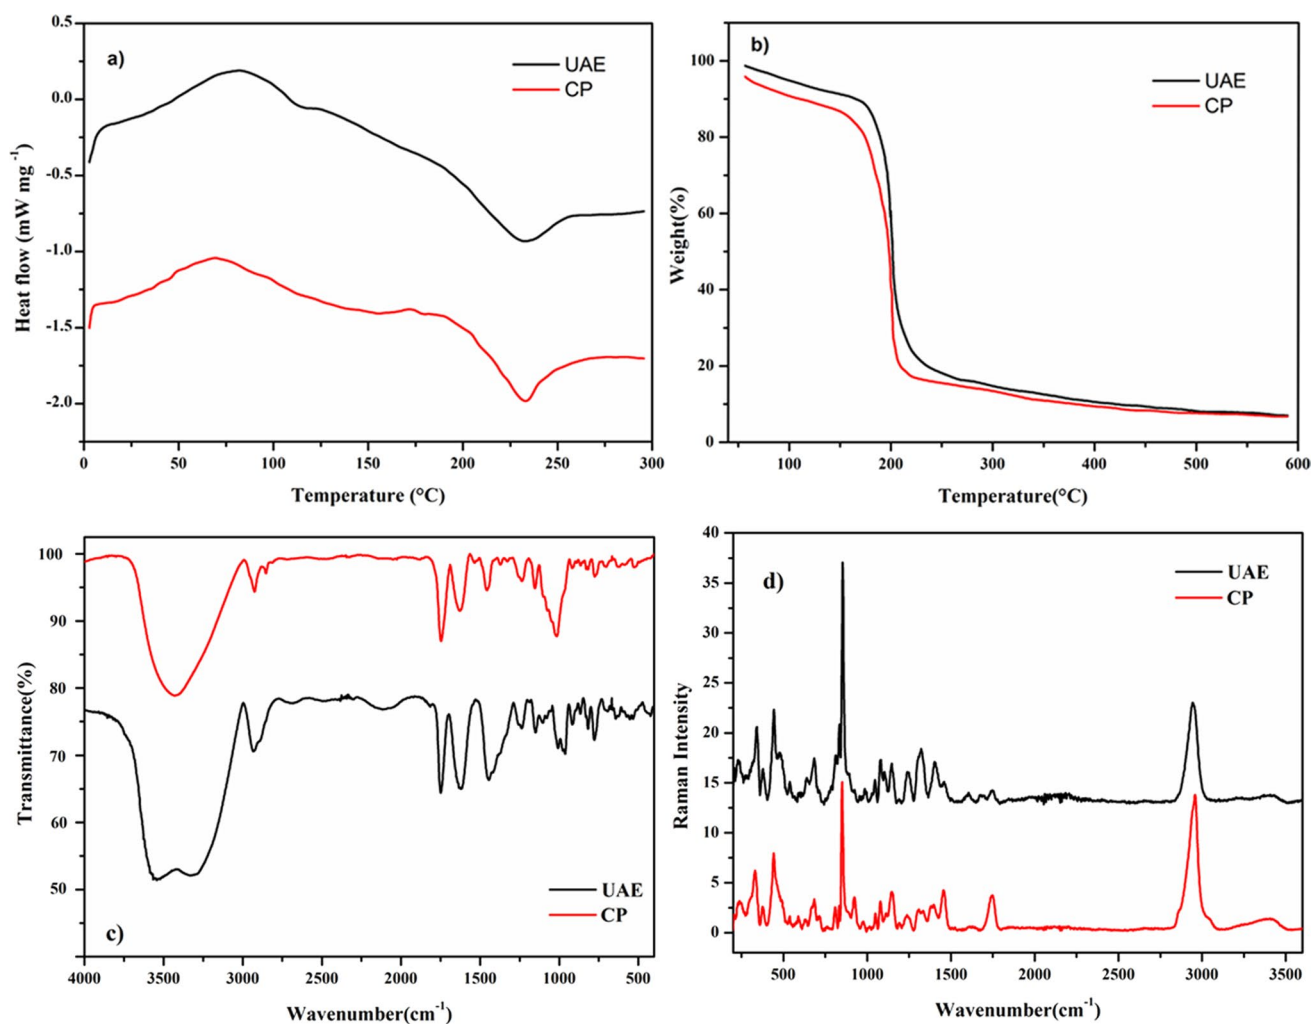 a)
UAE
CP
0.5
0.0
-0.5
-1.0
-1.5
-2.0
Heat flow (mW mg -1)
0 50 100 150 200 250 300
Temperature (°C)
b)
UAE
CP
100
80
60
40
20
0
Weight(%)
100 200 300 400 500 600
Temperature(°C)
100
90
80
70
60
50
Transmittance(%)
UAE
CP
c)
4000 3500 3000 2500 2000 1500 1000 500
Wavenumber(cm-1)
d)
UAE
CP
40
35
30
25
20
15
10
5
0
Raman Intensity
500 1000 1500 2000 2500 3000 3500
Wavenumber(cm-1)